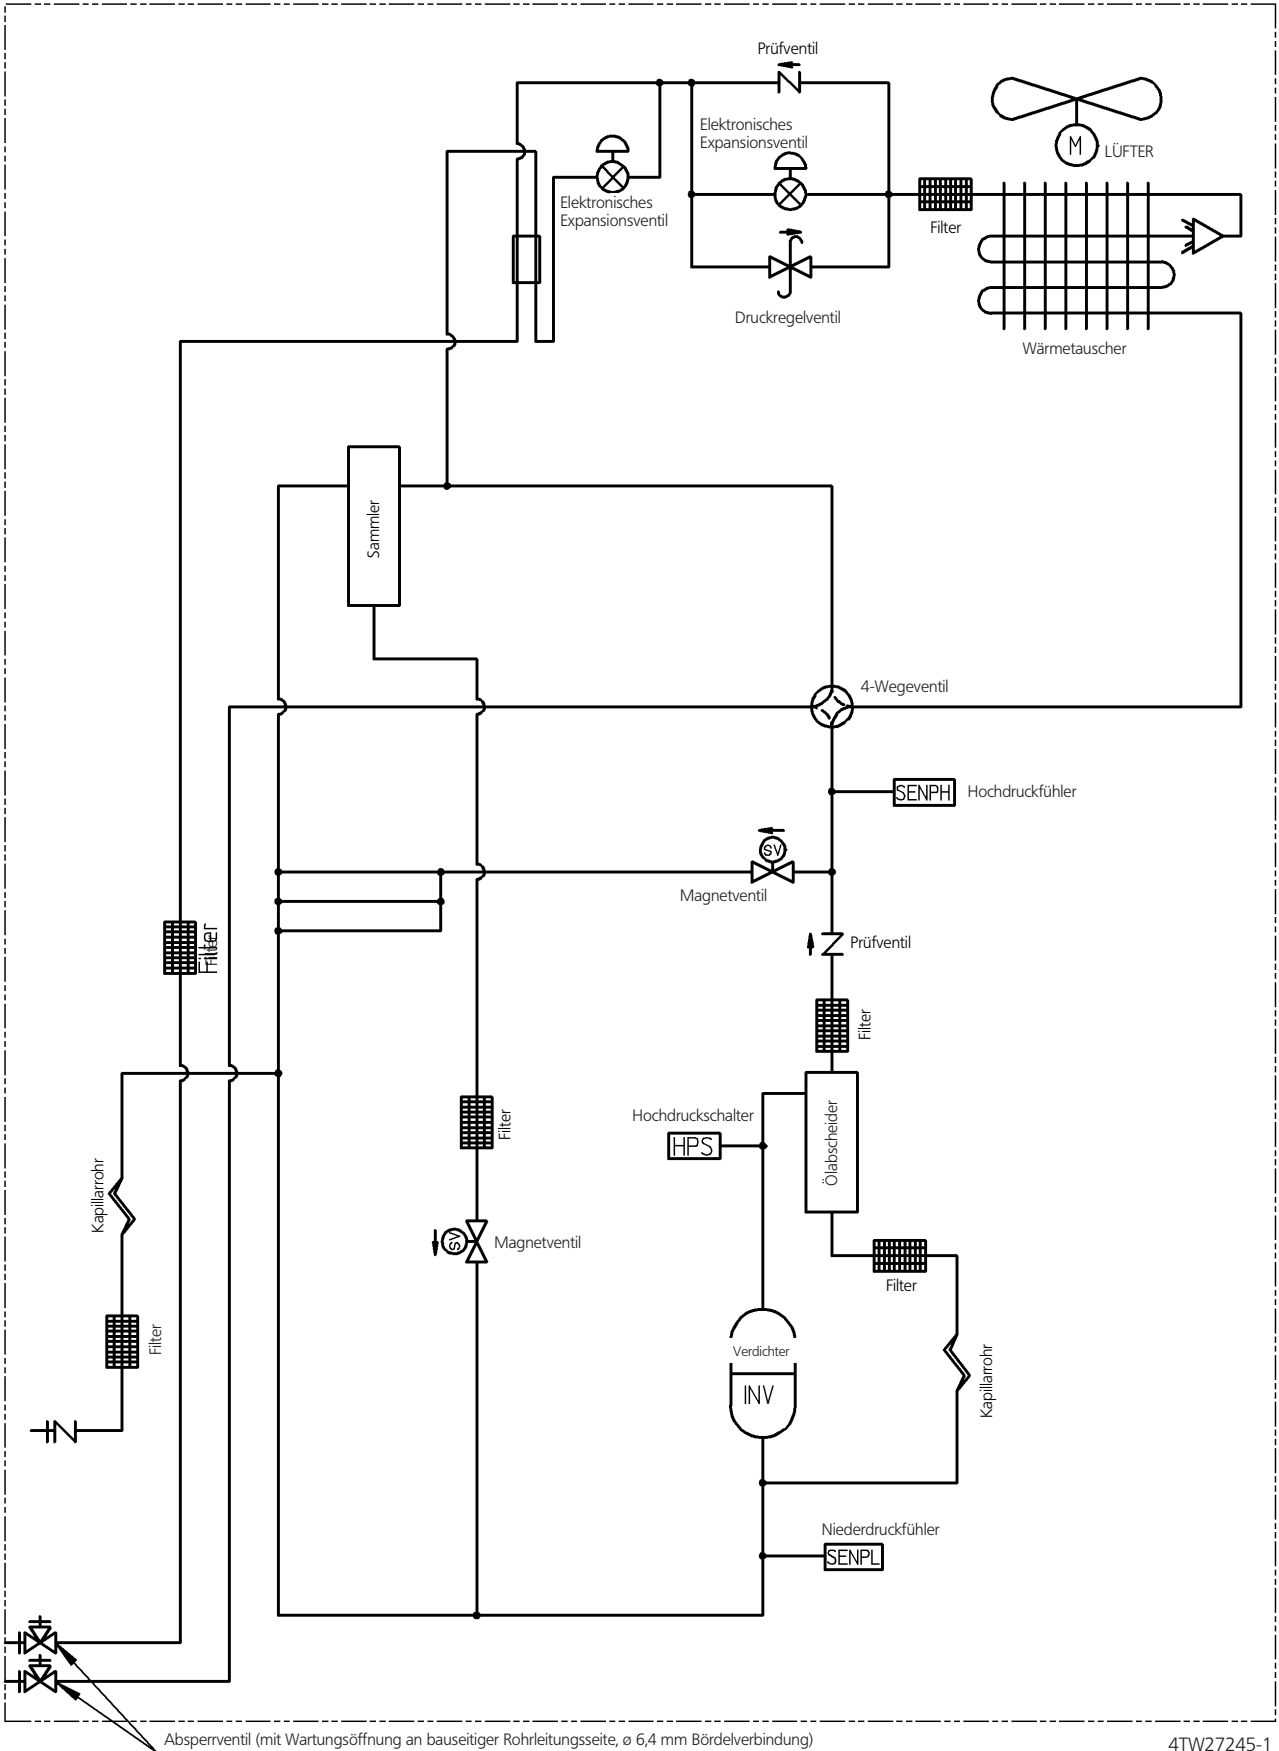 Prüfventil
Elektronisches
Expansionsventil
M
LÜFTER
Elektronisches
Expansionsventil
Filter
Druckregelventil
Wärmetauscher
Sammler
4-Wegeventil
SENPH
Hochdruckfühler
SV
Magnetventil
Prüfventil
Filter
Filter
Filter
Filter
Hochdruckschalter
HPS
Ölabscheider
Kapillarrohr
SV
Magnetventil
Filter
Filter
Verdichter
INV
Kapillarrohr
Niederdruckfühler
SENPL
Absperrventil (mit Wartungsöffnung an bauseitiger Rohrleitungsseite, ø 6,4 mm Bördelverbindung)
4TW27245-1